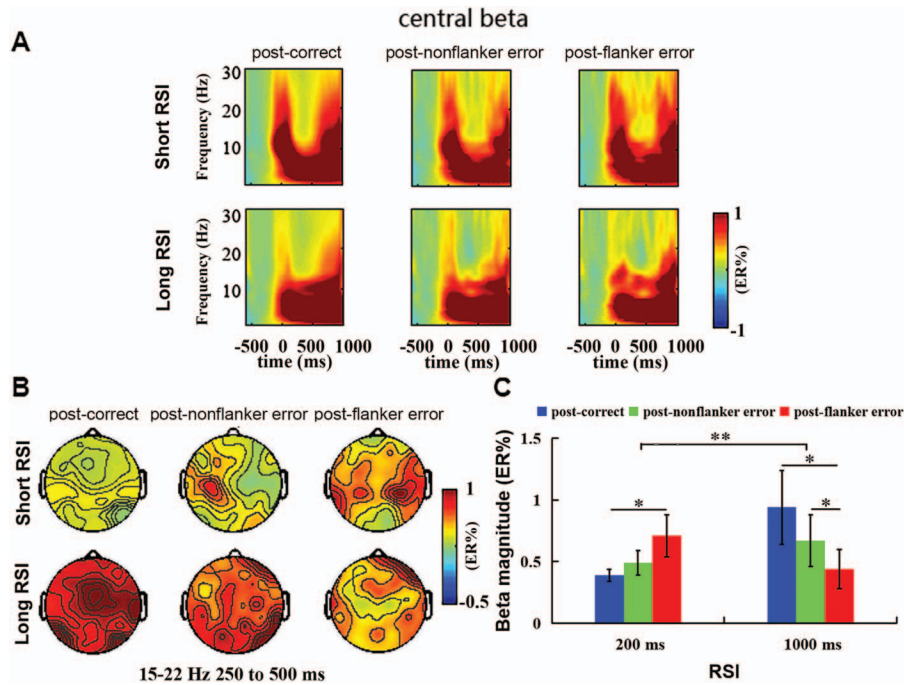 central beta
A
post-correct post-nonflanker error post-flanker error
Short RSI
Frequency (Hz)
30
20
10
Long RSI
Frequency (Hz)
30
20
10
1
(ER%)
-1
-500 0 500 1000 -500 0 500 1000 -500 0 500 1000
time (ms) time (ms) time (ms)
B
post-correct post-nonflanker error post-flanker error
Short RSI
Long RSI
1
(ER%)
-0.5
15-22 Hz 250 to 500 ms
C
post-correct post-nonflanker error post-flanker error
Beta magnitude (ER%)
1.5
1
0.5
0
**
*
*
*
200 ms 1000 ms
RSI